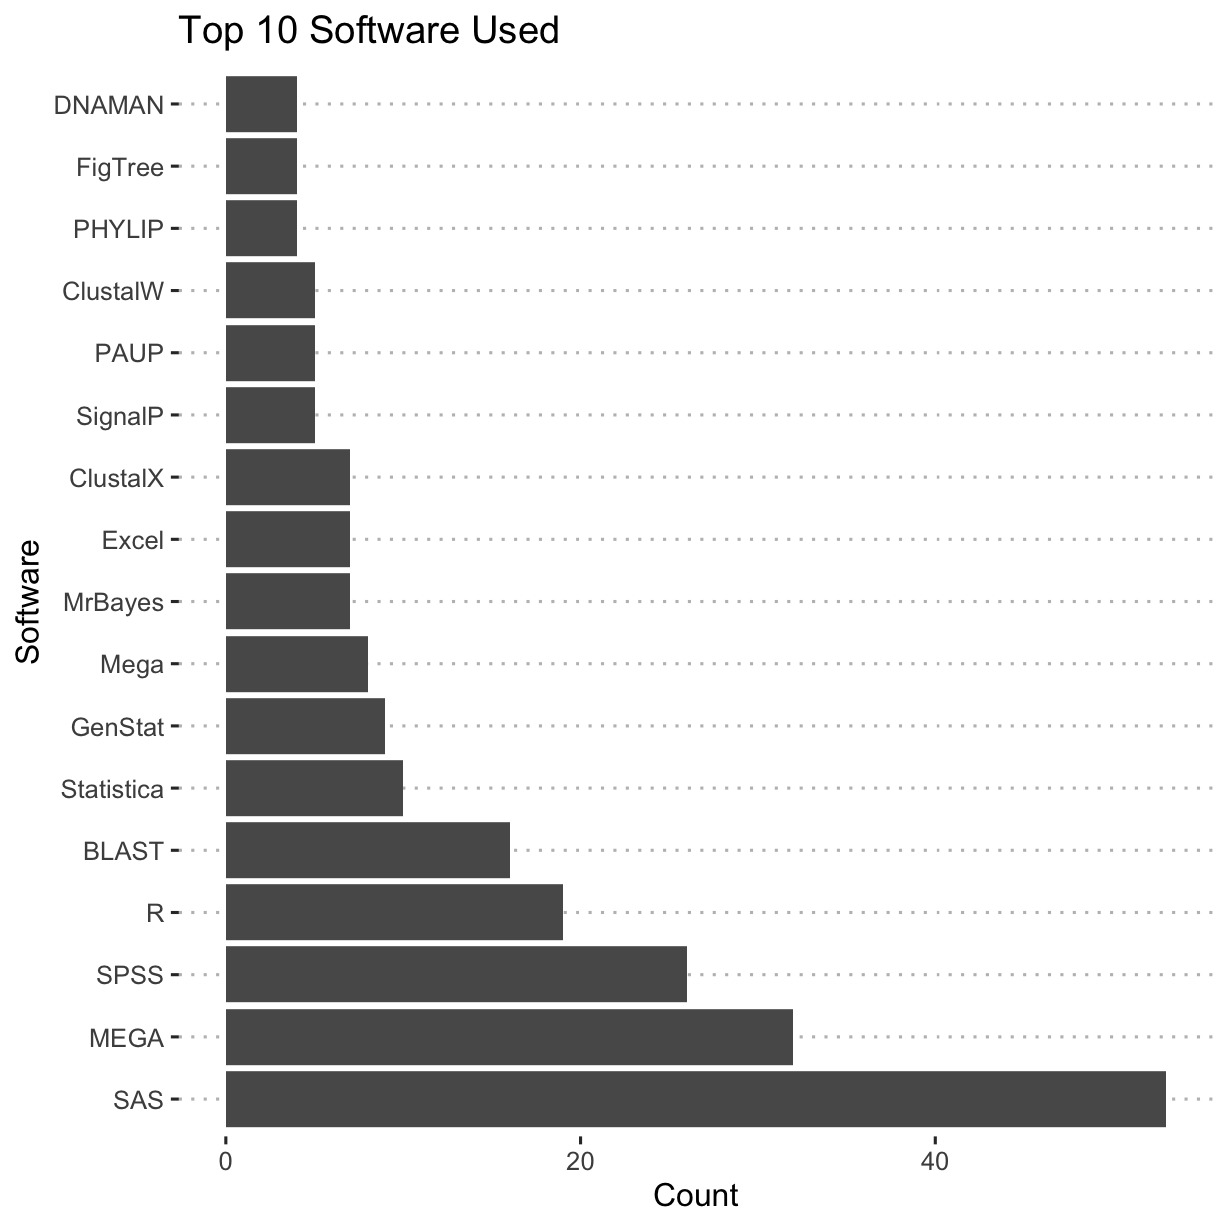 Top 10 Software Used
DNAMAN
FigTree
PHYLIP
ClustalW
PAUP
SignalP
ClustalX
Excel
MrBayes
Mega
GenStat
Statistica
BLAST
R
SPSS
MEGA
SAS
Software
0 20 40
Count